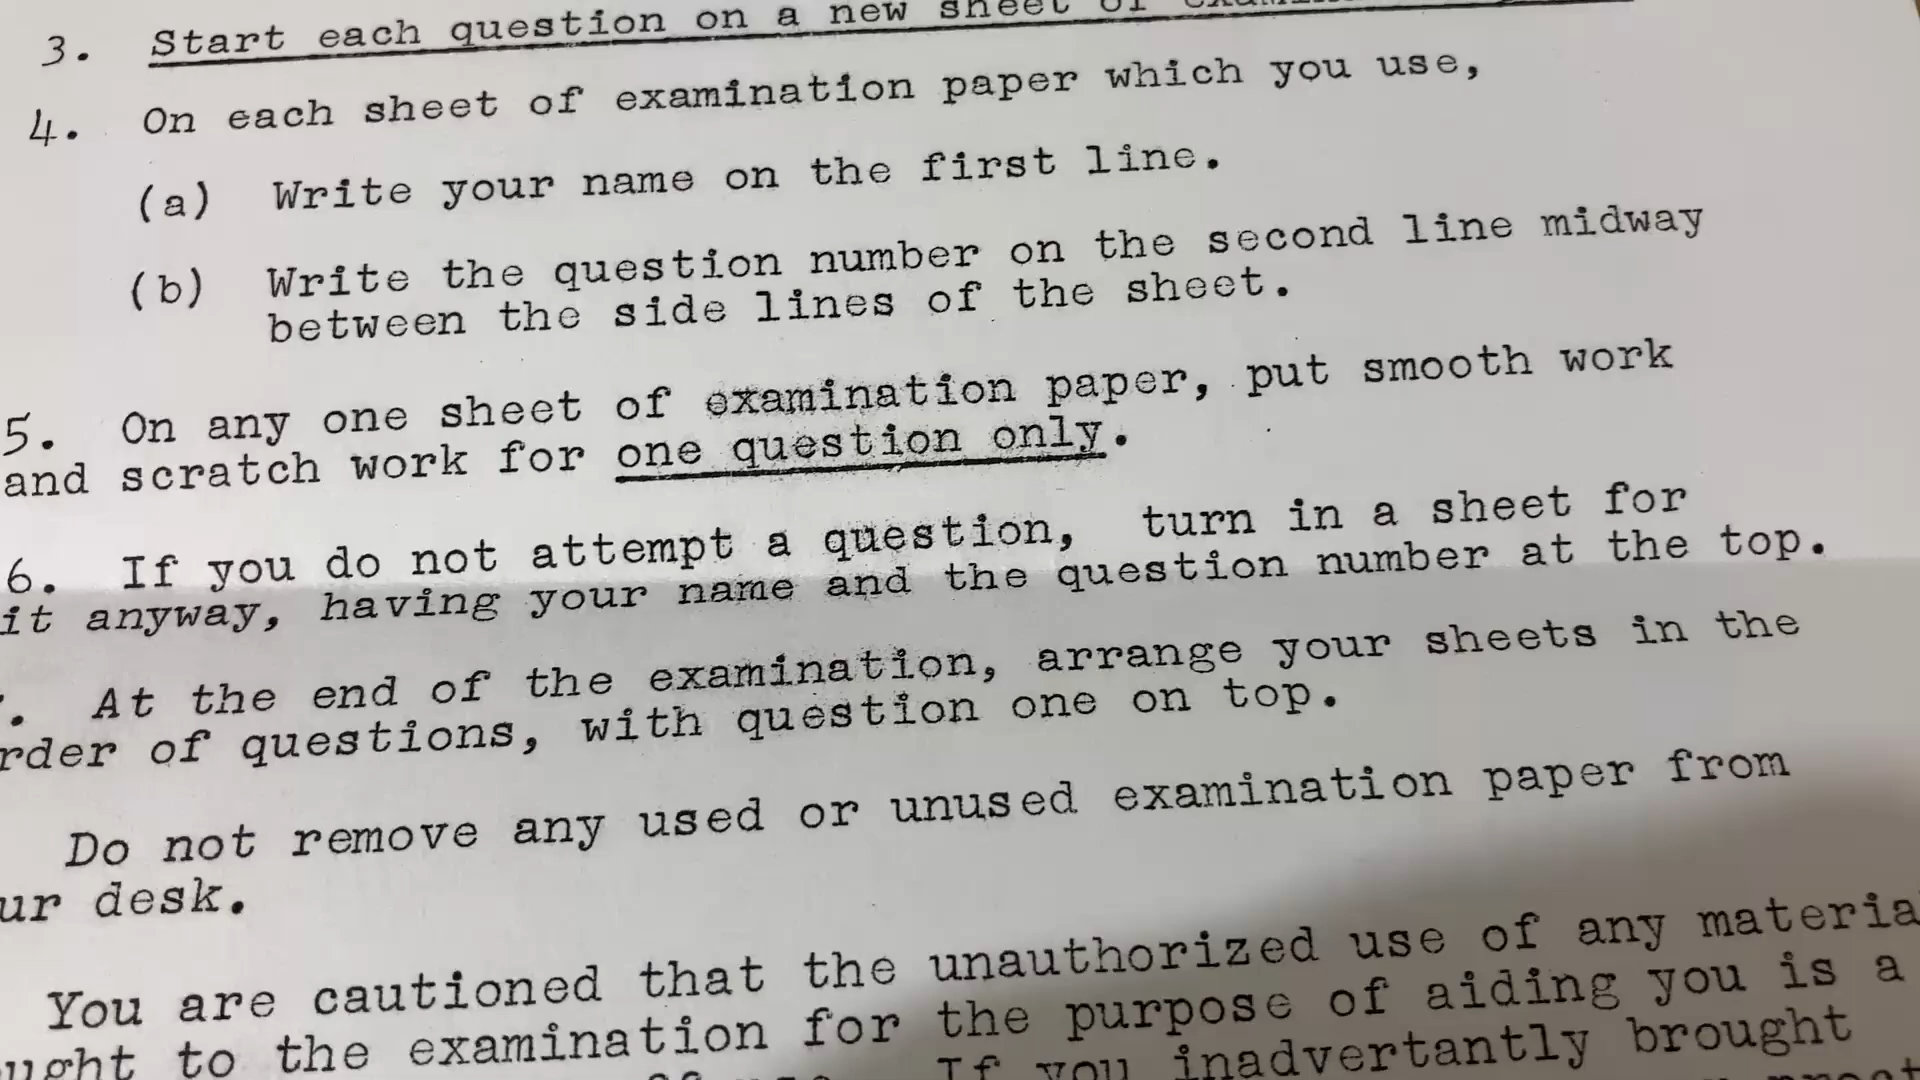 3. Start each question on a new sheet of
4. On each sheet of examination paper which you use,
(a) Write your name on the first line.
(b) Write the question number on the second line midway
between the side lines of the sheet.
5. On any one sheet of examination paper, put smooth work
and scratch work for one question only.
6. If you do not attempt a question, turn in a sheet for
it anyway, having your name and the question number at the top.
. At the end of the examination, arrange your sheets in the
rder of questions, with question one on top.
Do not remove any used or unused examination paper from
ur desk.
You are cautioned that the unauthorized use of any materia
ught to the examination for the purpose of aiding you is a
If you inadvertantly brought